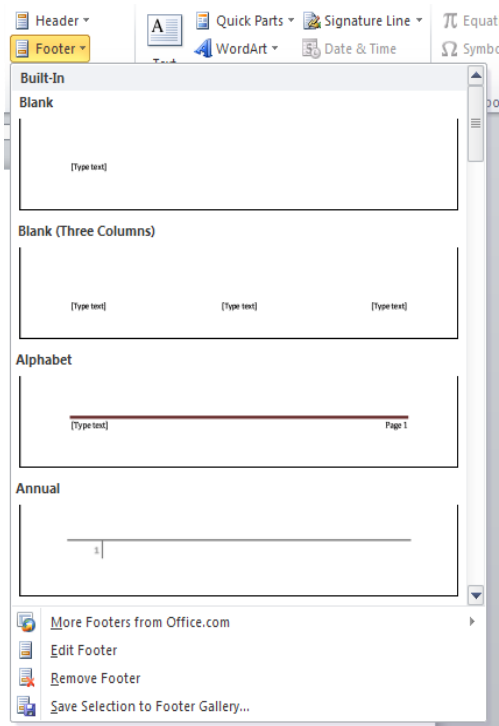 Header
Quick Parts
Signature Line
Equat
Footer
A
WordArt
Date & Time
Symbo
Built-In
Blank
[Type text]
Blank (Three Columns)
[Type text] [Type text] [Type text]
Alphabet
[Type text] Page 1
Annual
1
More Footers from Office.com
Edit Footer
Remove Footer
Save Selection to Footer Gallery...